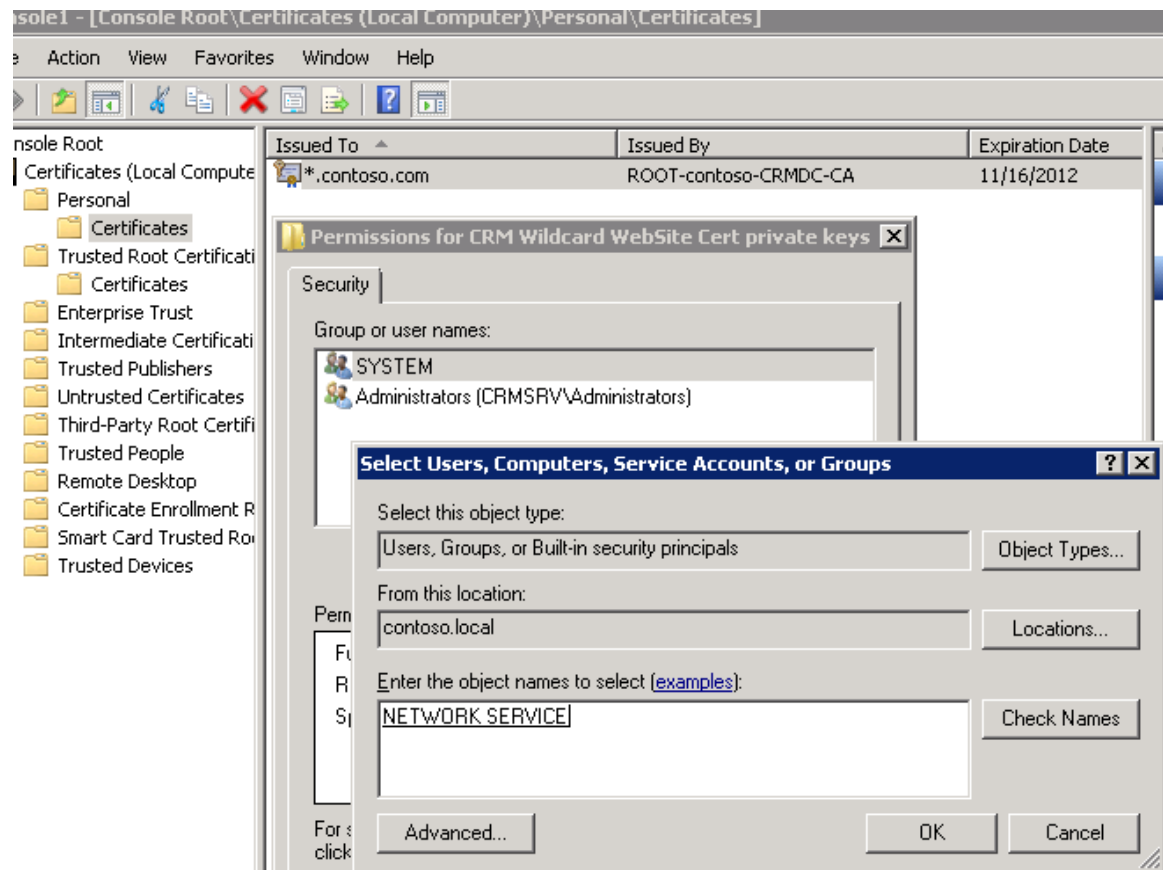 nsole1 - [Console Root\Certificates (Local Computer)\Personal\Certificates]
e Action View Favorites Window Help
nsole Root
Certificates (Local Compute
Personal
Certificates
Trusted Root Certificati
Certificates
Enterprise Trust
Intermediate Certificati
Trusted Publishers
Untrusted Certificates
Third-Party Root Certifi
Trusted People
Remote Desktop
Certificate Enrollment R
Smart Card Trusted Roo
Trusted Devices
Issued To Issued By Expiration Date
*.contoso.com ROOT-contoso-CRMDC-CA 11/16/2012
Permissions for CRM Wildcard WebSite Cert private keys
Security
Group or user names:
SYSTEM
Administrators (CRMSRV\Administrators)
Perm
Fu
R
Sp
For s
click
Select Users, Computers, Service Accounts, or Groups
Select this object type:
Users, Groups, or Built-in security principals Object Types...
From this location:
contoso.local Locations...
Enter the object names to select (examples):
NETWORK SERVICE Check Names
Advanced... OK Cancel